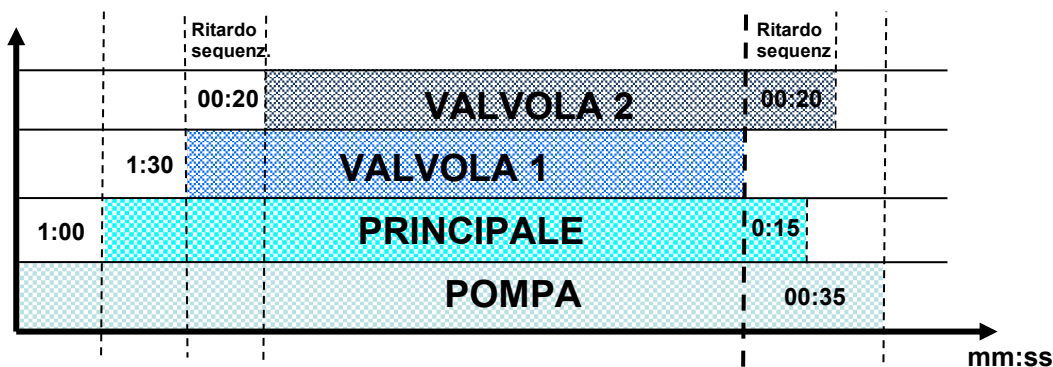 Ritardo
sequenz.
Ritardo
sequenz.
00:20
VALVOLA 2
00:20
1:30
VALVOLA 1
1:00
PRINCIPALE
0:15
POMPA
00:35
mm:ss